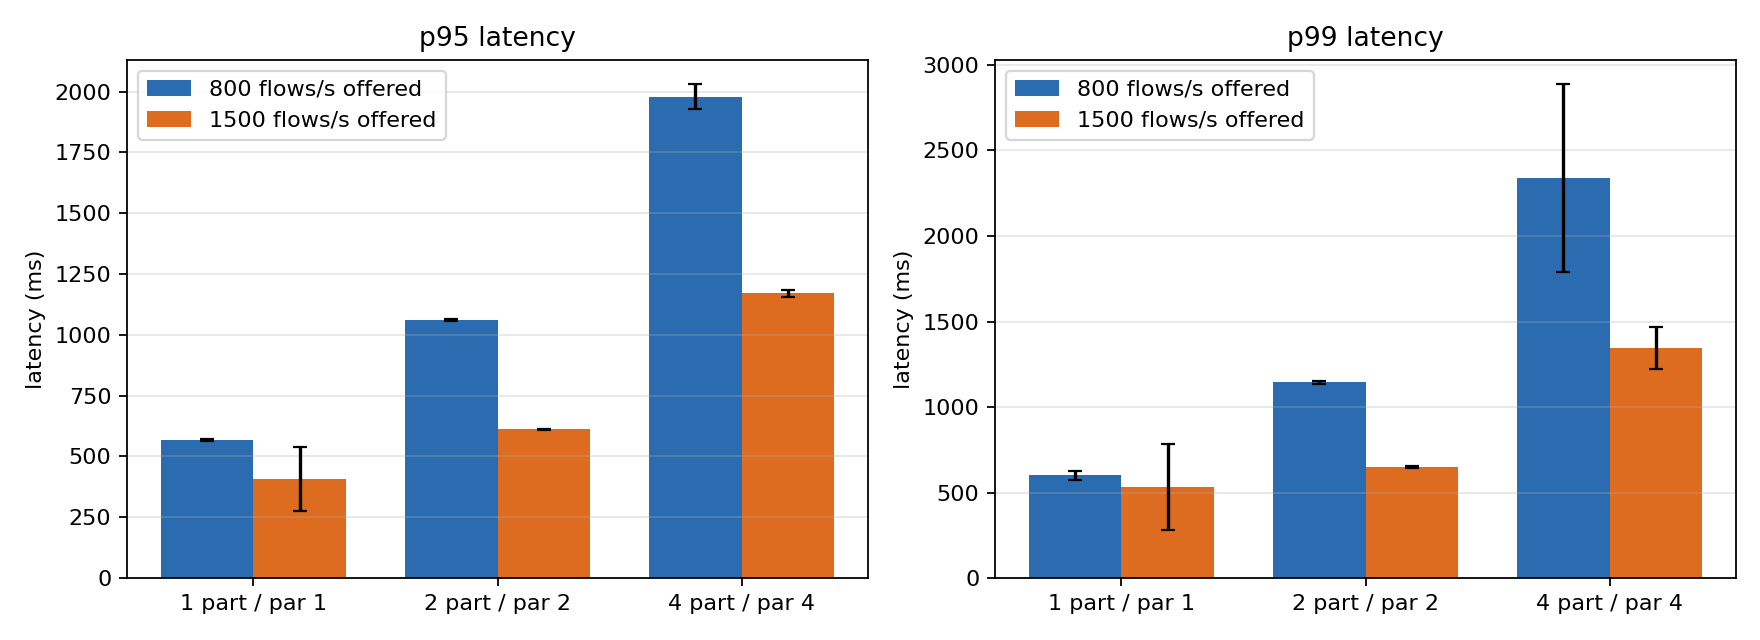 p95 latency
800 flows/s offered
1500 flows/s offered
latency (ms)
2000
1750
1500
1250
1000
750
500
250
0
1 part / par 1
2 part / par 2
4 part / par 4
p99 latency
800 flows/s offered
1500 flows/s offered
latency (ms)
3000
2500
2000
1500
1000
500
0
1 part / par 1
2 part / par 2
4 part / par 4